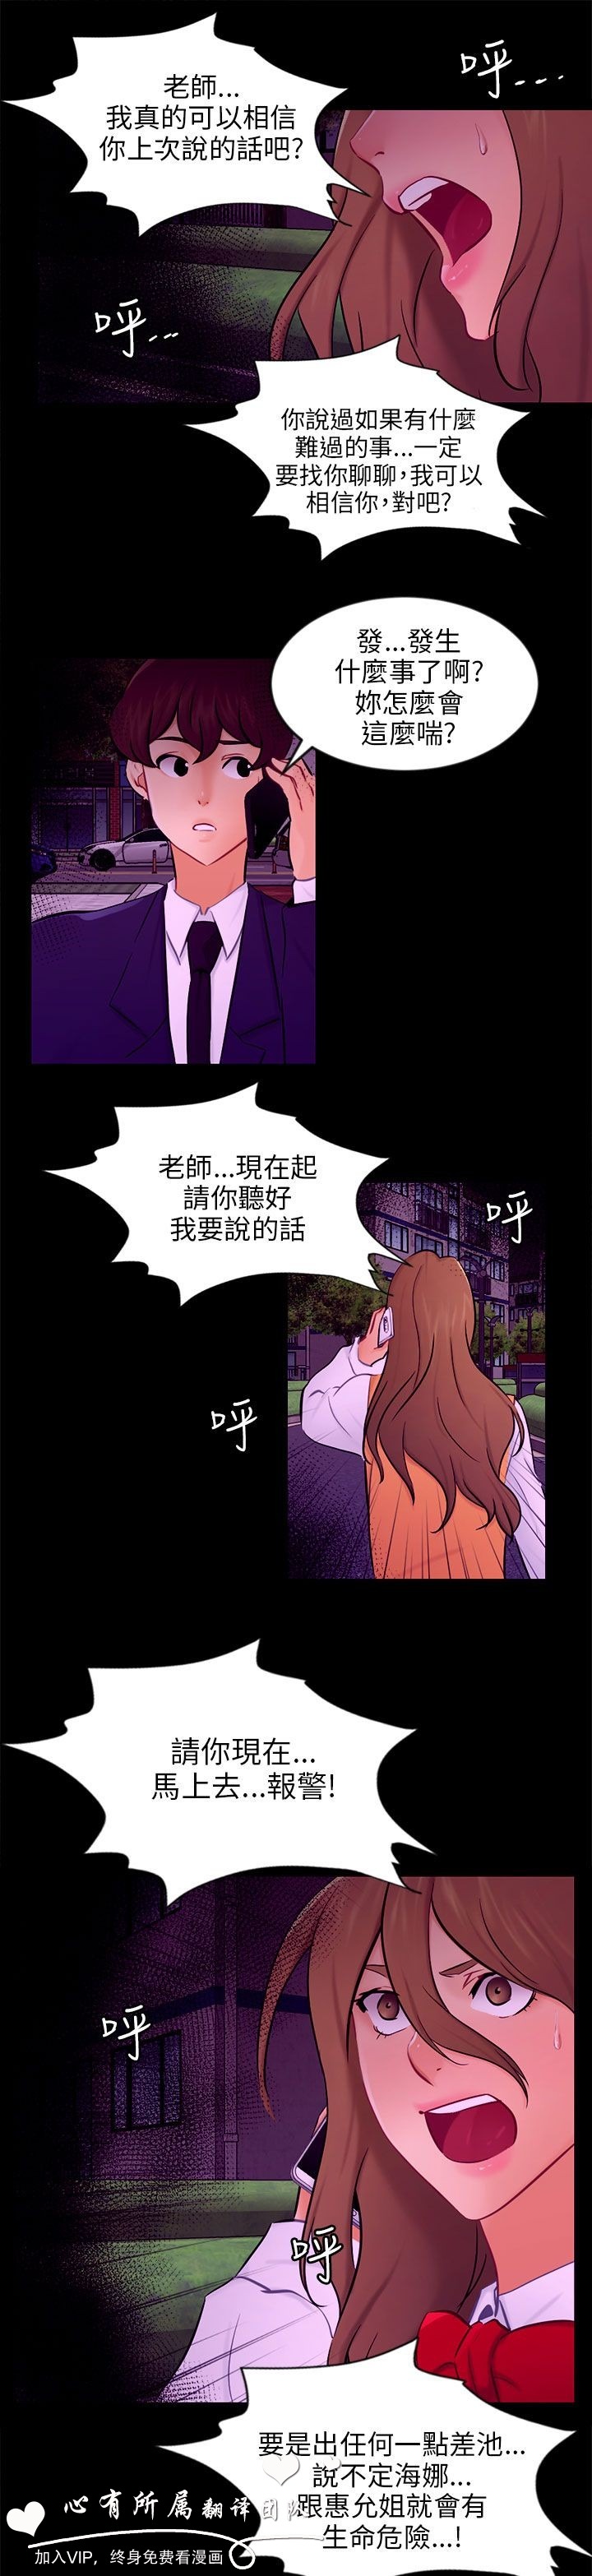 呼...
老師...
我真的可以相信
你上次說的話吧?
呼...
你說過如果有什麼
難過的事...一定
要找你聊聊，我可以
相信你，對吧?
發...發生
什麼事了啊?
妳怎麼會
這麼喘?
老師...現在起
請你聽好
我要說的話
呼
呼
請你現在...
馬上去...報警!
呼
呼
要是出任何一點差池...
說不定海娜...
跟惠允姐就會有
生命危險...!
心有所属翻译团队
加入VIP，终身免费看漫画